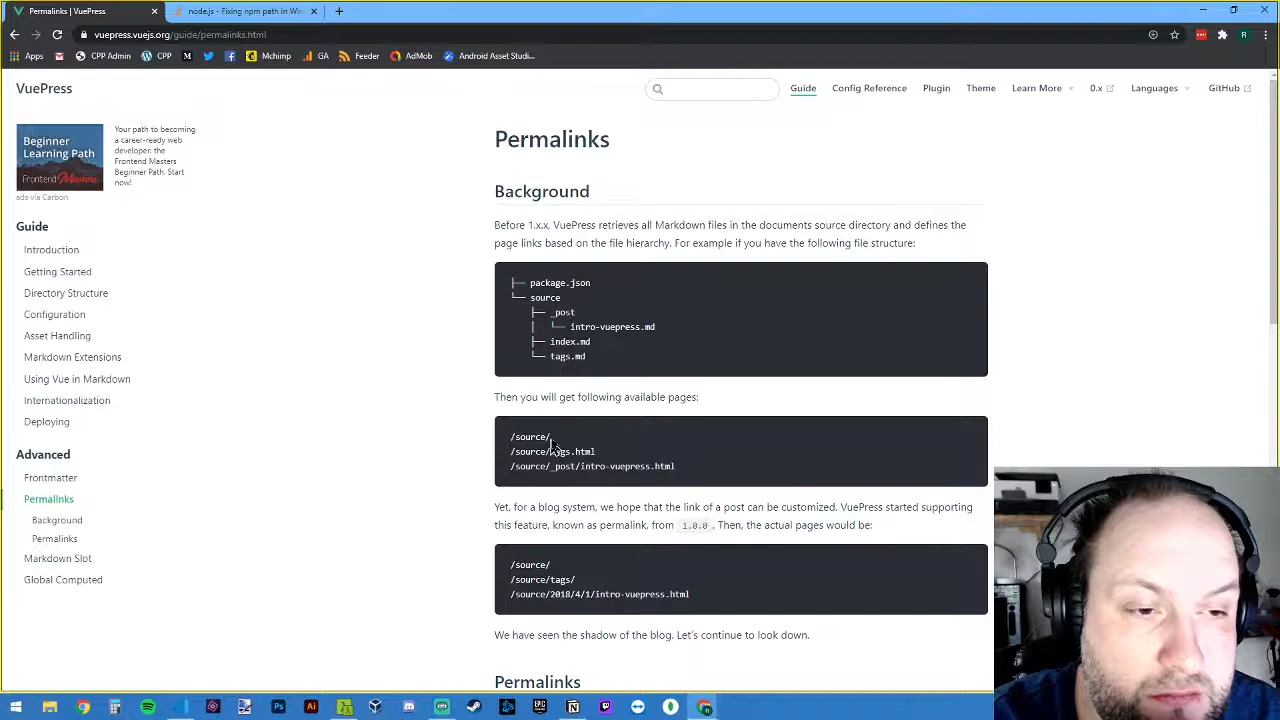 Permalinks | VuePress
node.js - Fixing npm path in Win
vuepress.vuejs.org/guide/permalinks.html
Apps
CPP Admin
CPP
Mchimp
GA
Feeder
AdMob
Android Asset Studi...
VuePress
Guide
Config Reference
Plugin
Theme
Learn More
0.x
Languages
GitHub
Beginner
Learning Path
Frontend Masters
Your path to becoming
a career-ready web
developer: the
Frontend Masters
Beginner Path. Start
now!
ads via Carbon
Guide
Introduction
Getting Started
Directory Structure
Configuration
Asset Handling
Markdown Extensions
Using Vue in Markdown
Internationalization
Deploying
Advanced
Frontmatter
Permalinks
Background
Permalinks
Markdown Slot
Global Computed
Permalinks
Background
Before 1.x.x, VuePress retrieves all Markdown files in the documents source directory and defines the
page links based on the file hierarchy. For example if you have the following file structure:
├── package.json
└── source
├── _post
│ └── intro-vuepress.md
├── index.md
└── tags.md
Then you will get following available pages:
/source/
/source/tags.html
/source/_post/intro-vuepress.html
Yet, for a blog system, we hope that the link of a post can be customized. VuePress started supporting
this feature, known as permalink, from 1.0.0. Then, the actual pages would be:
/source/
/source/tags/
/source/2018/4/1/intro-vuepress.html
We have seen the shadow of the blog. Let's continue to look down.
Permalinks